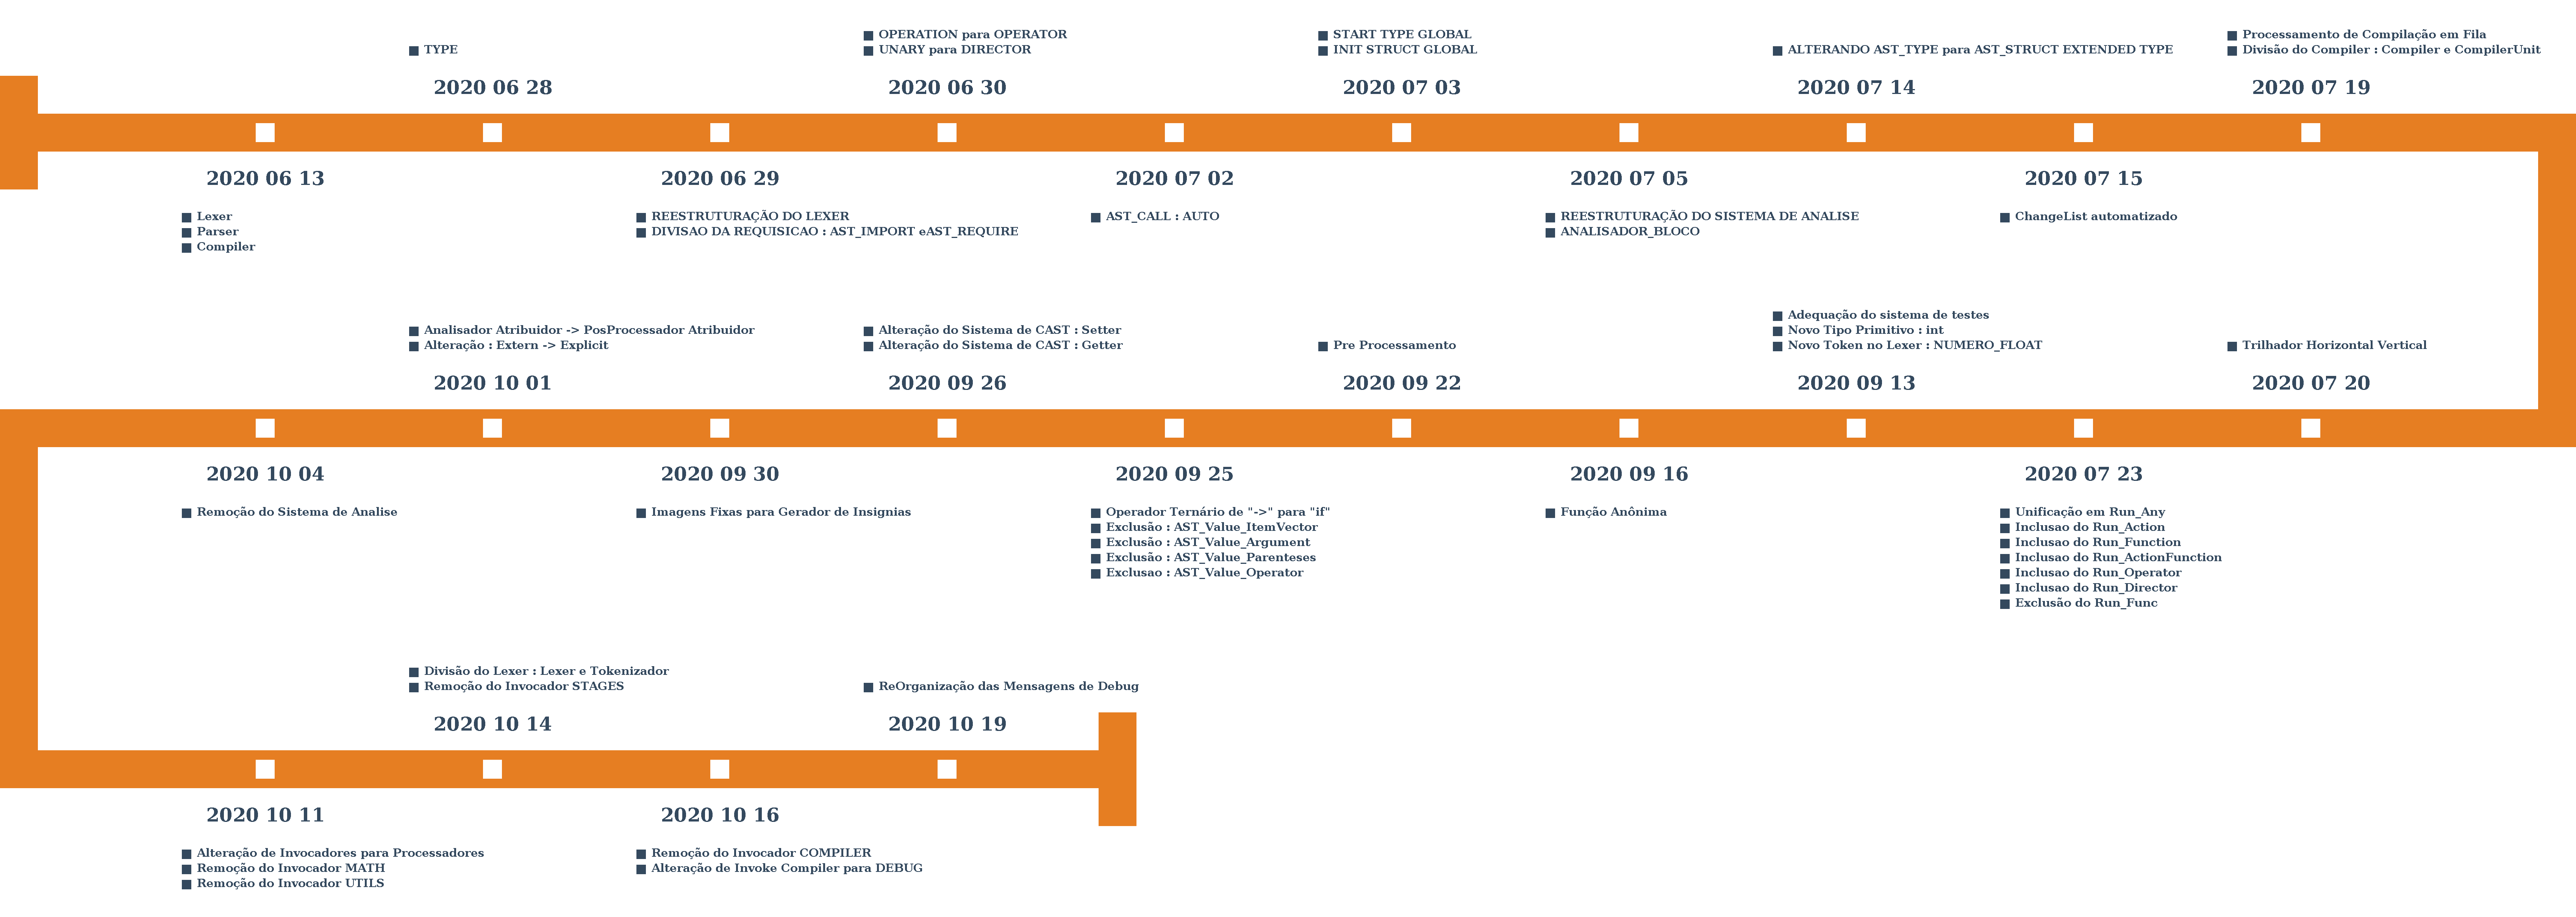 TYPE
2020 06 28
OPERATION para OPERATOR
UNARY para DIRECTOR
2020 06 30
START TYPE GLOBAL
INIT STRUCT GLOBAL
2020 07 03
ALTERANDO AST_TYPE para AST_STRUCT EXTENDED TYPE
2020 07 14
Processamento de Compilação em Fila
Divisão do Compiler : Compiler e CompilerUnit
2020 07 19
2020 06 13
Lexer
Parser
Compiler
2020 06 29
REESTRUTURAÇÃO DO LEXER
DIVISAO DA REQUISICAO : AST_IMPORT eAST_REQUIRE
2020 07 02
AST_CALL : AUTO
2020 07 05
REESTRUTURAÇÃO DO SISTEMA DE ANALISE
ANALISADOR_BLOCO
2020 07 15
ChangeList automatizado
Analisador Atribuidor -> PosProcessador Atribuidor
Alteração : Extern -> Explicit
2020 10 01
Alteração do Sistema de CAST : Setter
Alteração do Sistema de CAST : Getter
2020 09 26
Pre Processamento
2020 09 22
Adequação do sistema de testes
Novo Tipo Primitivo : int
Novo Token no Lexer : NUMERO_FLOAT
2020 09 13
Trilhador Horizontal Vertical
2020 07 20
2020 10 04
Remoção do Sistema de Analise
2020 09 30
Imagens Fixas para Gerador de Insignias
2020 09 25
Operador Ternário de "->" para "if"
Exclusão : AST_Value_ItemVector
Exclusão : AST_Value_Argument
Exclusão : AST_Value_Parenteses
Exclusao : AST_Value_Operator
2020 09 16
Função Anônima
2020 07 23
Unificação em Run_Any
Inclusao do Run_Action
Inclusao do Run_Function
Inclusao do Run_ActionFunction
Inclusao do Run_Operator
Inclusao do Run_Director
Exclusão do Run_Func
Divisão do Lexer : Lexer e Tokenizador
Remoção do Invocador STAGES
2020 10 14
ReOrganização das Mensagens de Debug
2020 10 19
2020 10 11
Alteração de Invocadores para Processadores
Remoção do Invocador MATH
Remoção do Invocador UTILS
2020 10 16
Remoção do Invocador COMPILER
Alteração de Invoke Compiler para DEBUG